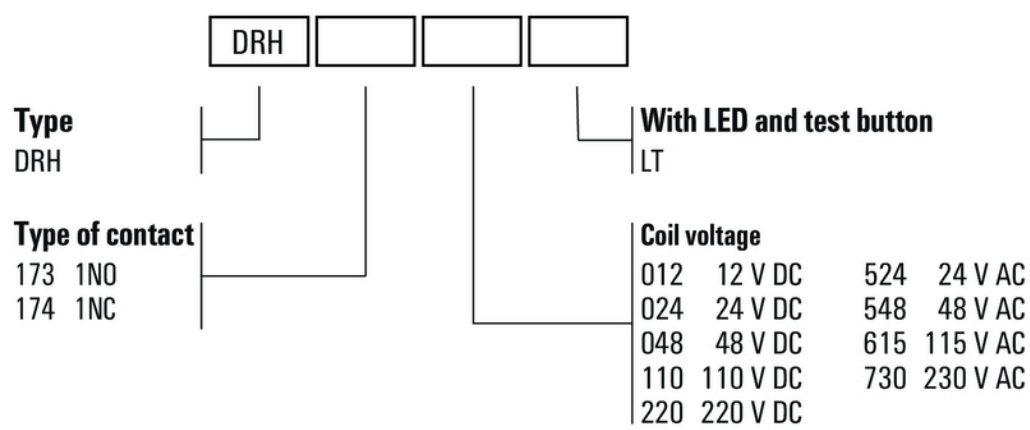 DRH
Type
DRH
With LED and test button
LT
Type of contact
173 1NO
174 1NC
Coil voltage
012 12 V DC 524 24 V AC
024 24 V DC 548 48 V AC
048 48 V DC 615 115 V AC
110 110 V DC 730 230 V AC
220 220 V DC